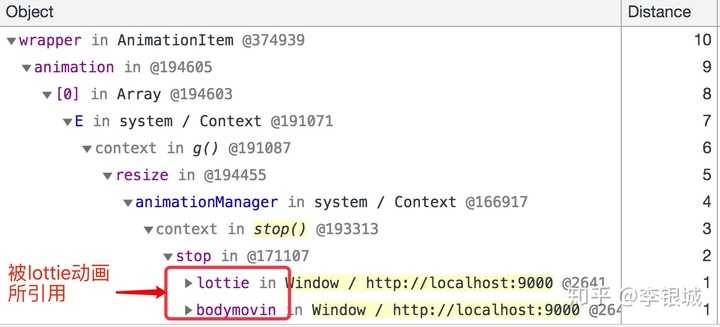 Object Distance
▼wrapper in AnimationItem @374939 10
▼animation in @194605 9
▼[0] in Array @194603 8
▼E in system / Context @191071 7
▼context in g() @191087 6
▼resize in @194455 5
▼animationManager in system / Context @166917 4
▼context in stop() @193313 3
▼stop in @171107 2
被lottie动画
所引用
▶lottie in Window / http://localhost:9000 @2641 1
▶bodymovin in Window / http://localhost:9000 @264 1
知乎 @李银城